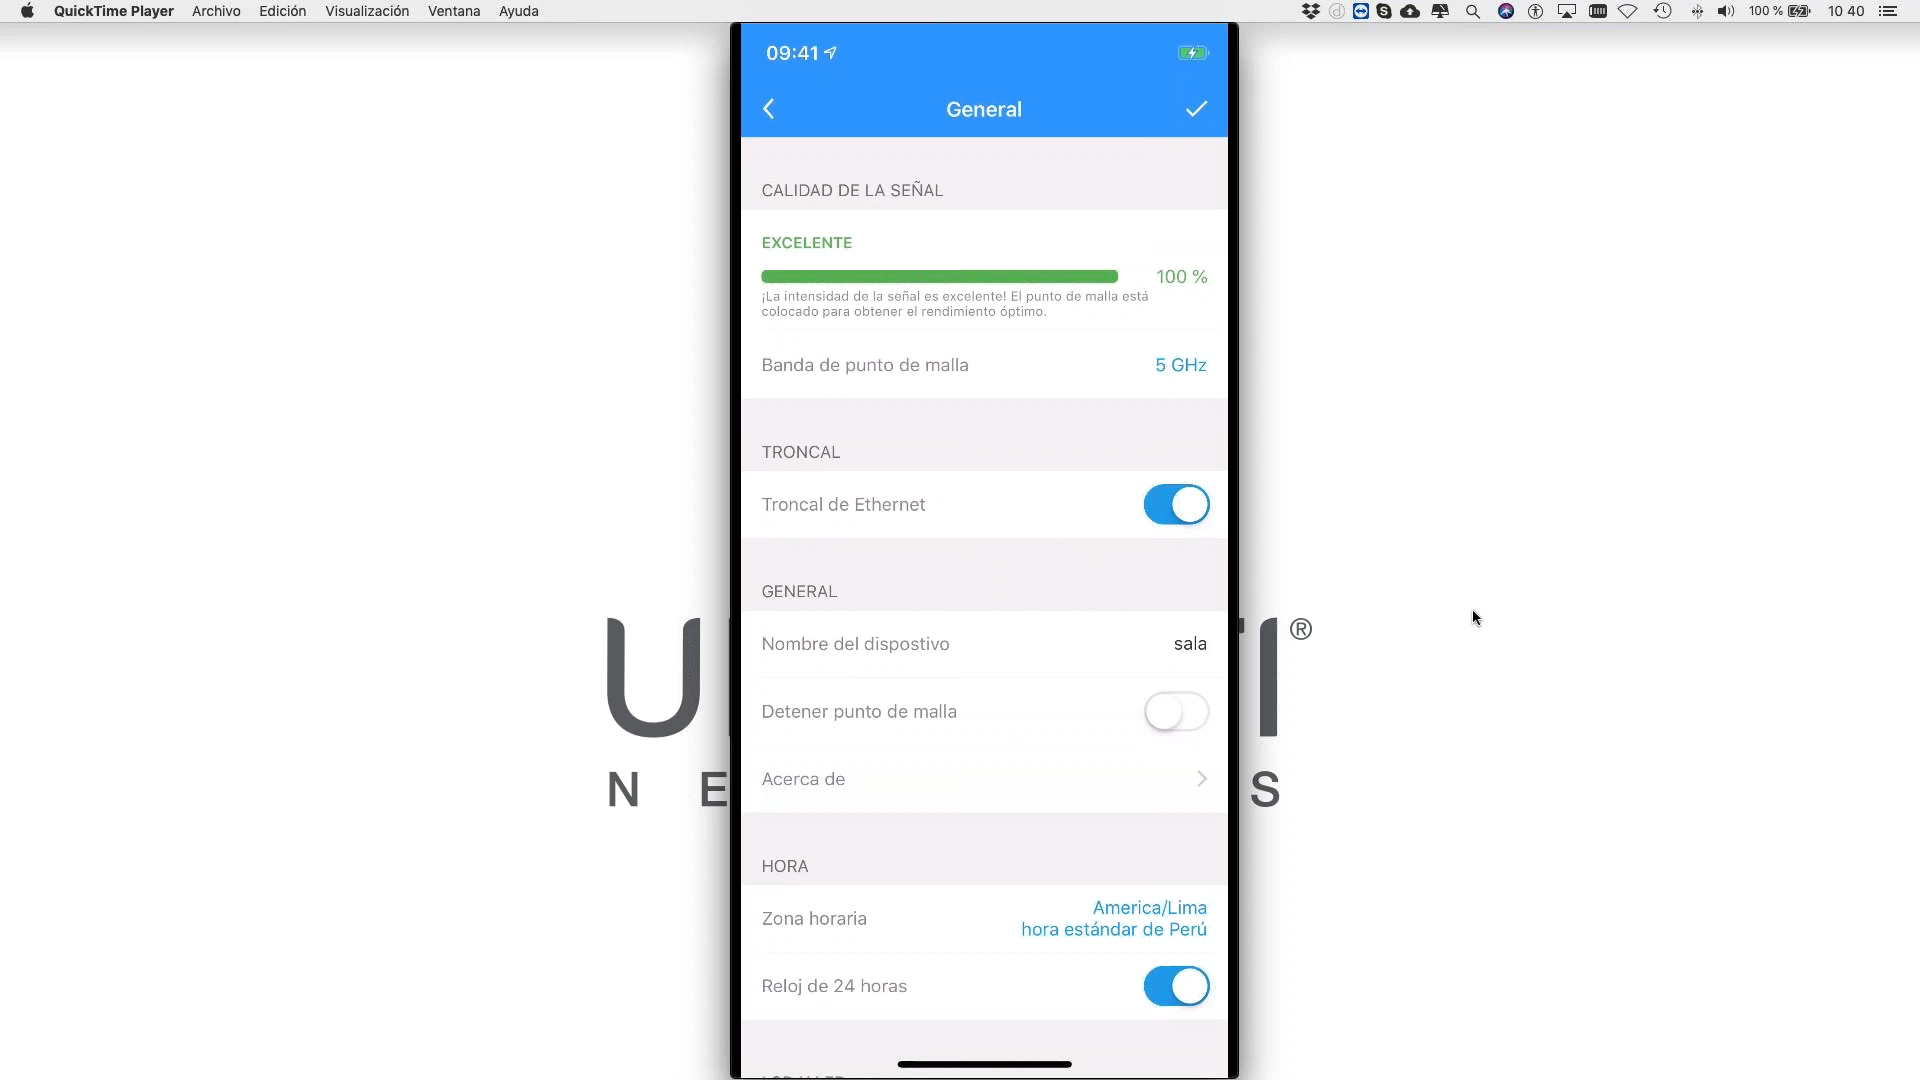 QuickTime Player Archivo Edición Visualización Ventana Ayuda 100 % 10 40
09:41
General
CALIDAD DE LA SEÑAL
EXCELENTE
100 %
¡La intensidad de la señal es excelente! El punto de malla está
colocado para obtener el rendimiento óptimo.
Banda de punto de malla 5 GHz
TRONCAL
Troncal de Ethernet
GENERAL
Nombre del dispostivo sala
Detener punto de malla
Acerca de
HORA
Zona horaria America/Lima
hora estándar de Perú
Reloj de 24 horas
U I ®
N E S